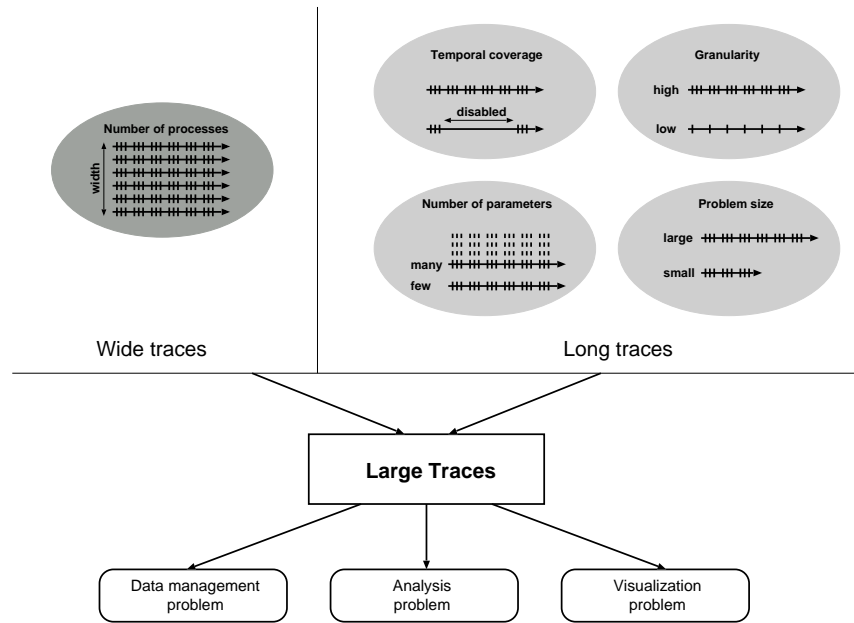 Number of processes
width
Wide traces
Temporal coverage
disabled
Granularity
high
low
Number of parameters
many
few
Problem size
large
small
Long traces
Large Traces
Data management
problem
Analysis
problem
Visualization
problem